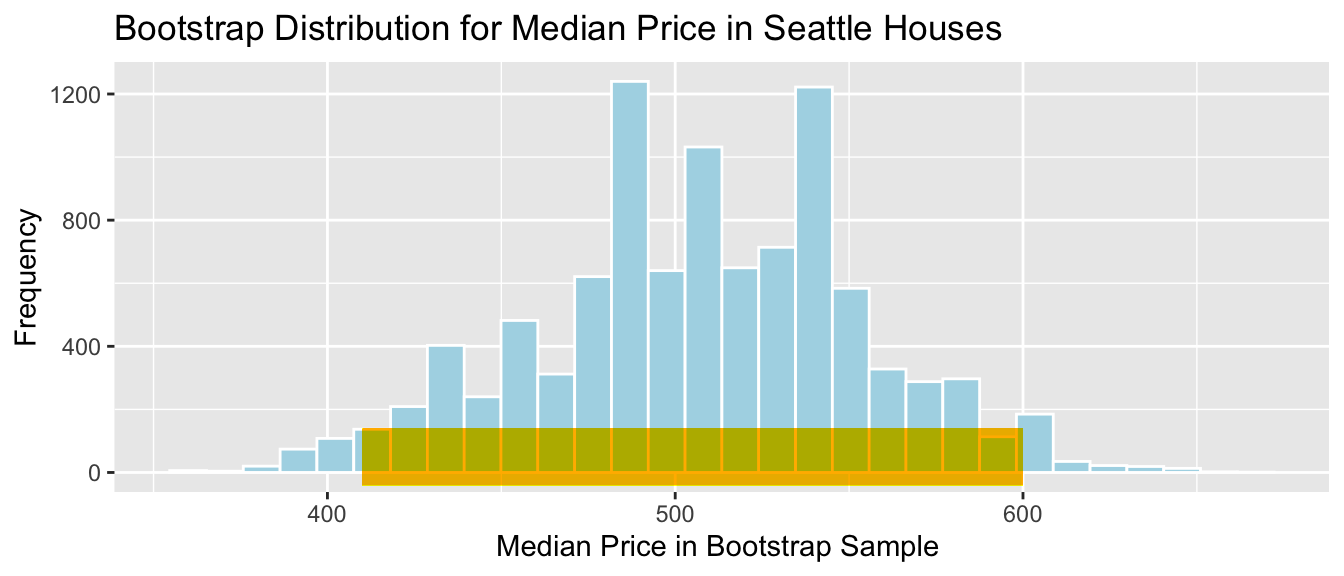 Bootstrap Distribution for Median Price in Seattle Houses
1200
800
400
0
Frequency
400 500 600
Median Price in Bootstrap Sample